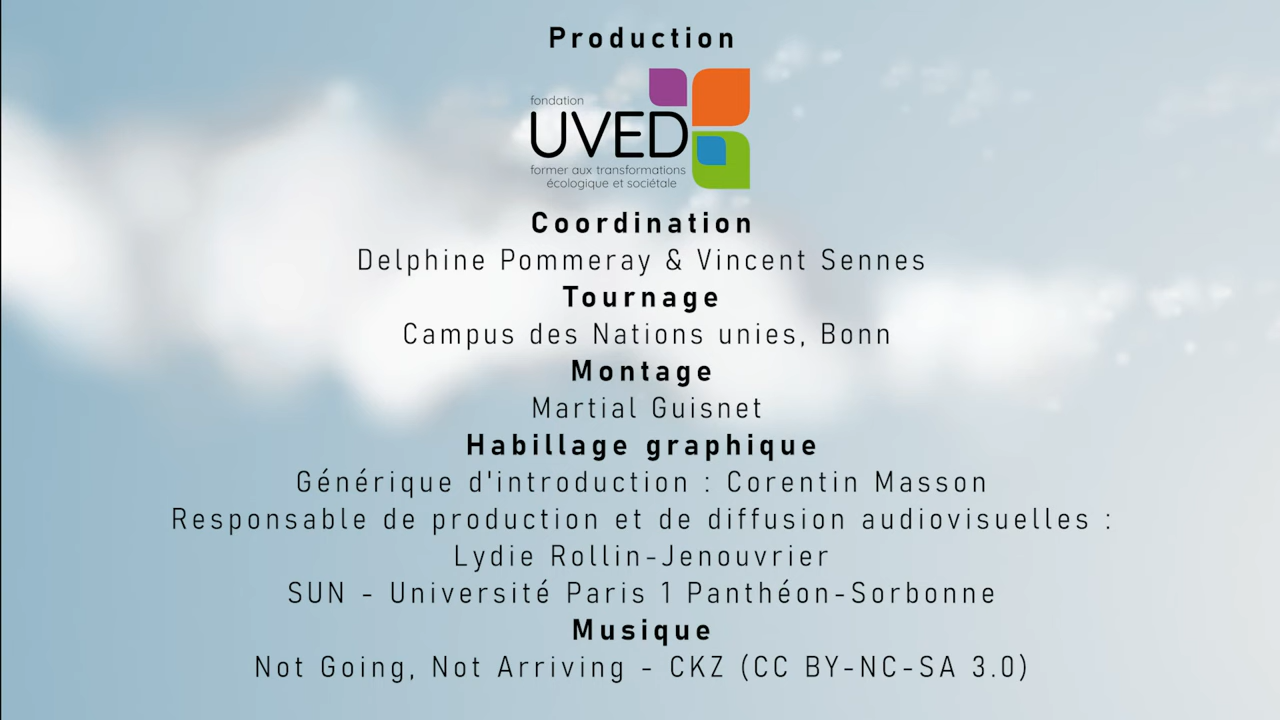 Production
fondation
UVED
former aux transformations
écologique et sociétale
Coordination
Delphine Pommeray & Vincent Sennes
Tournage
Campus des Nations unies, Bonn
Montage
Martial Guisnet
Habillage graphique
Générique d'introduction : Corentin Masson
Responsable de production et de diffusion audiovisuelles :
Lydie Rollin-Jenouvrier
SUN - Université Paris 1 Panthéon-Sorbonne
Musique
Not Going, Not Arriving - CKZ (CC BY-NC-SA 3.0)